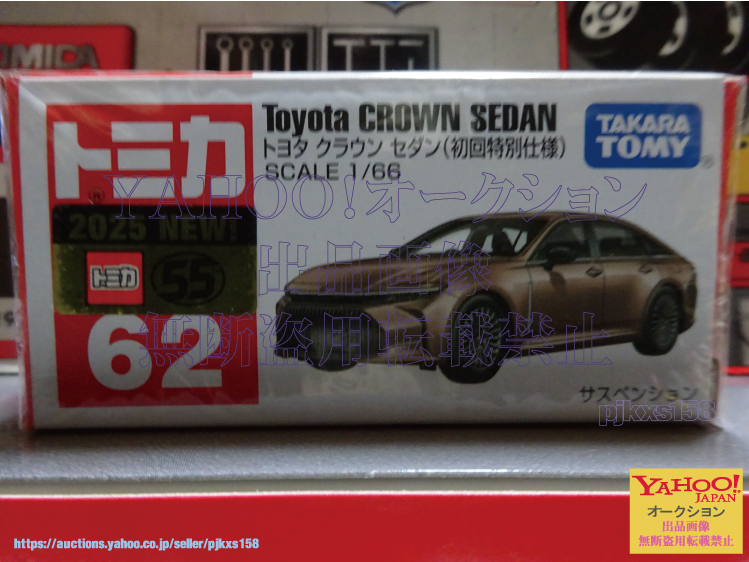 TOMICA
Toyota CROWN SEDAN
トヨタ クラウン セダン(初回特別仕様)
SCALE 1/66
TAKARA
TOMY
®
トミカ
®
2025 NEW!
トミカ
55
62
サスペンション
YAHOO!オークション
出品画像
無断盗用転載禁止
pjkxs158
YAHOO!
JAPAN
オークション
出品画像
無断盗用転載禁止
https://auctions.yahoo.co.jp/seller/pjkxs158